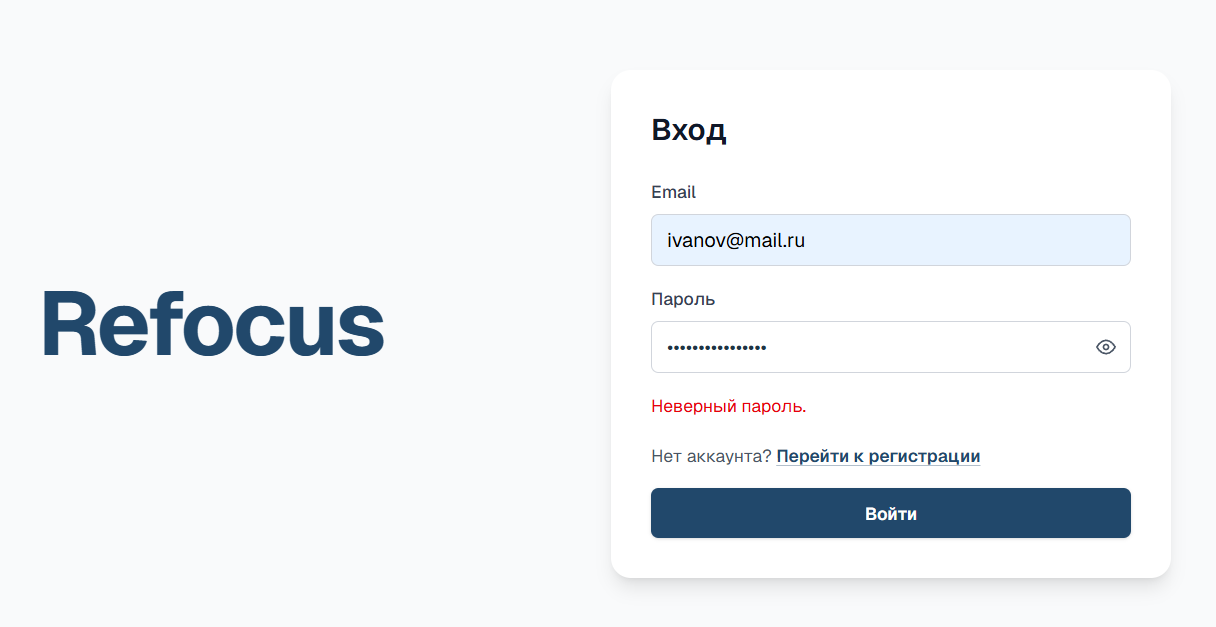 Refocus
Вход
Email
ivanov@mail.ru
Пароль
••••••••••••••••
Неверный пароль.
Нет аккаунта? Перейти к регистрации
Войти